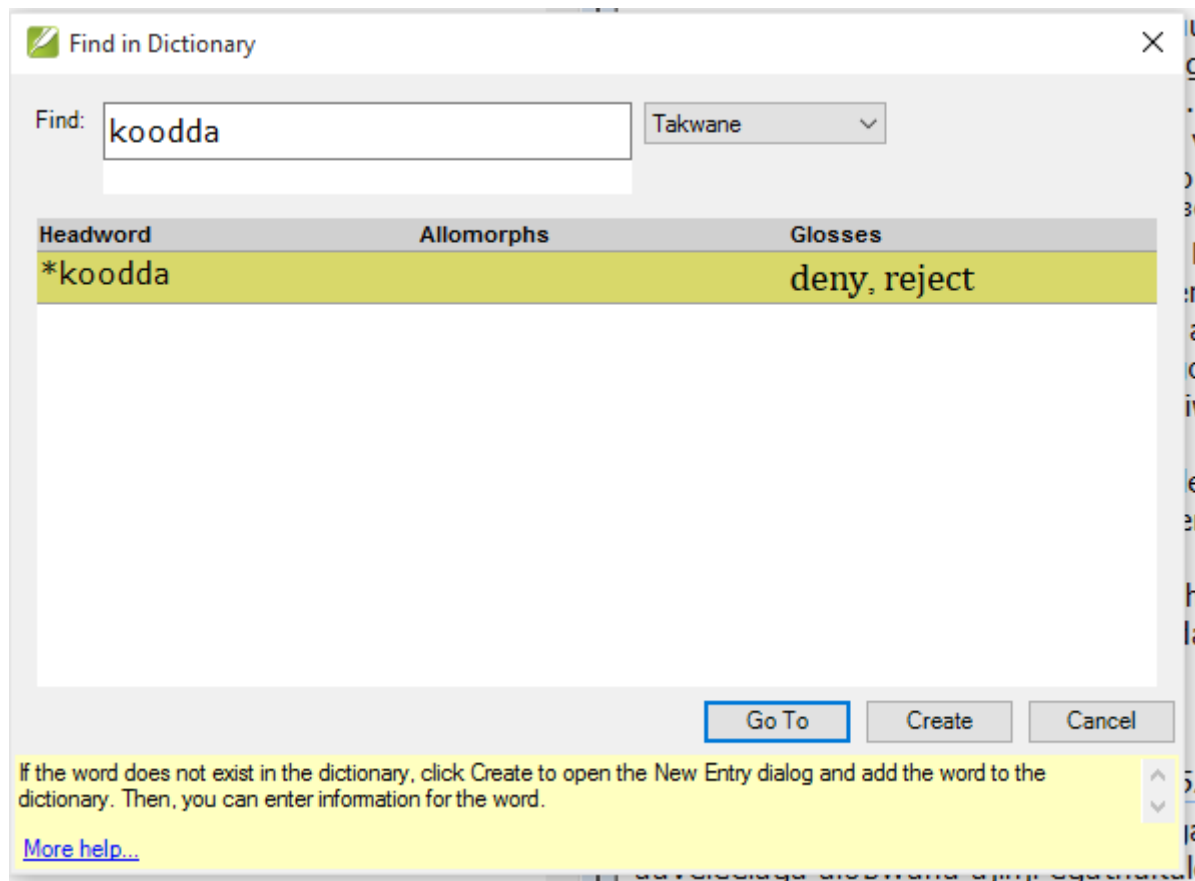 Find in Dictionary
Find: koodda Takwane
Headword Allomorphs Glosses
*koodda deny, reject
Go To Create Cancel
If the word does not exist in the dictionary, click Create to open the New Entry dialog and add the word to the
dictionary. Then, you can enter information for the word.
More help...